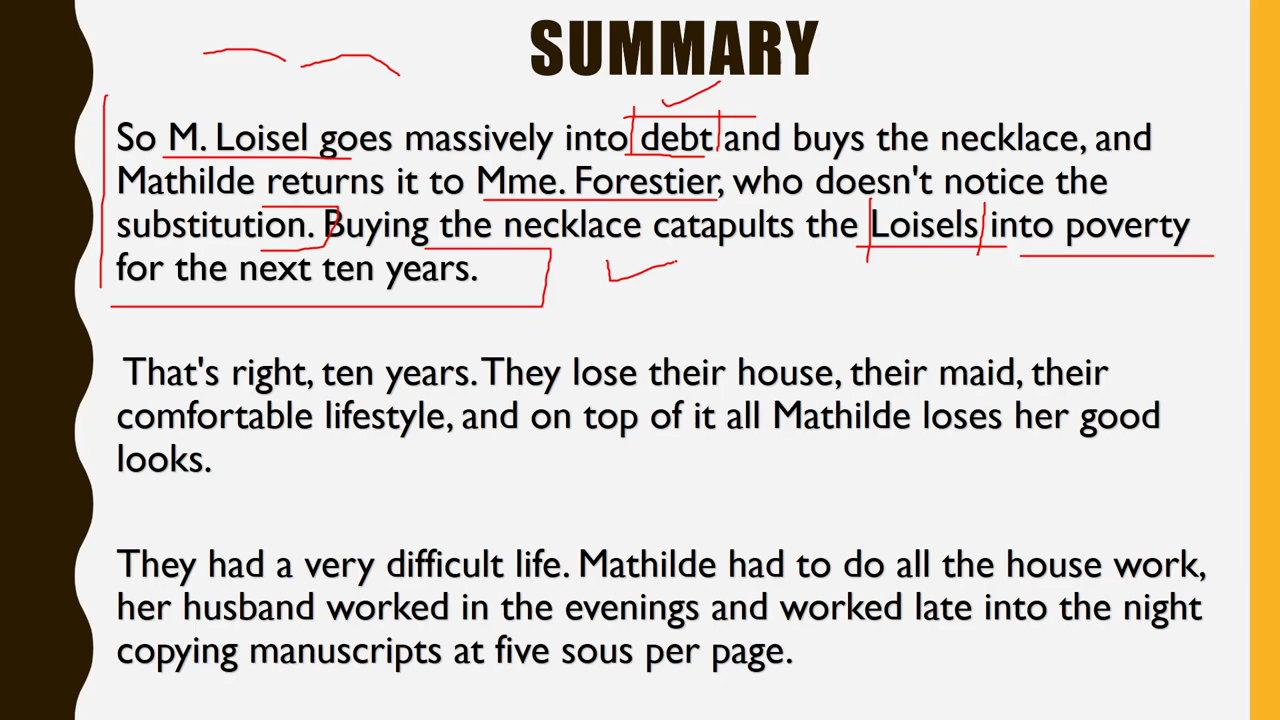 SUMMARY
So M. Loisel goes massively into debt and buys the necklace, and
Mathilde returns it to Mme. Forestier, who doesn't notice the
substitution. Buying the necklace catapults the Loisels into poverty
for the next ten years.
That's right, ten years. They lose their house, their maid, their
comfortable lifestyle, and on top of it all Mathilde loses her good
looks.
They had a very difficult life. Mathilde had to do all the house work,
her husband worked in the evenings and worked late into the night
copying manuscripts at five sous per page.